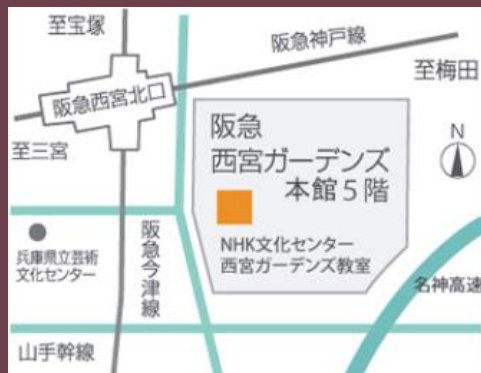 至宝塚
阪急神戸線
至梅田
阪急西宮北口
至三宮
阪急
西宮ガーデンズ
本館5階
N
NHK文化センター
西宮ガーデンズ教室
兵庫県立芸術
文化センター
阪急今津線
名神高速
山手幹線